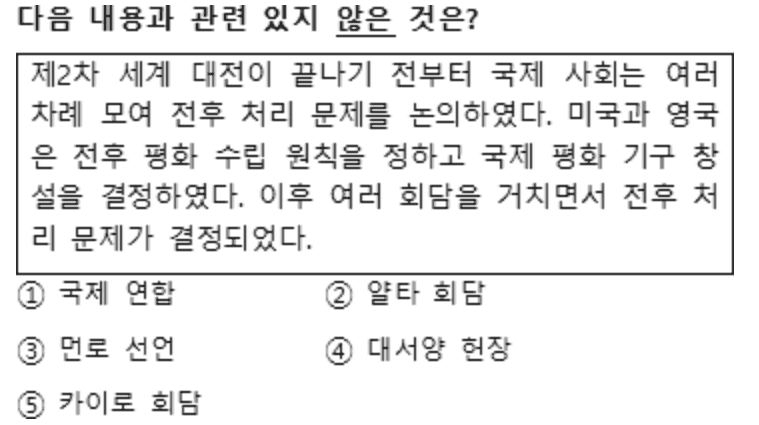 다음 내용과 관련 있지 않은 것은?
제2차 세계 대전이 끝나기 전부터 국제 사회는 여러
차례 모여 전후 처리 문제를 논의하였다. 미국과 영국
은 전후 평화 수립 원칙을 정하고 국제 평화 기구 창
설을 결정하였다. 이후 여러 회담을 거치면서 전후 처
리 문제가 결정되었다.
① 국제 연합 ② 얄타 회담
③ 먼로 선언 ④ 대서양 헌장
⑤ 카이로 회담